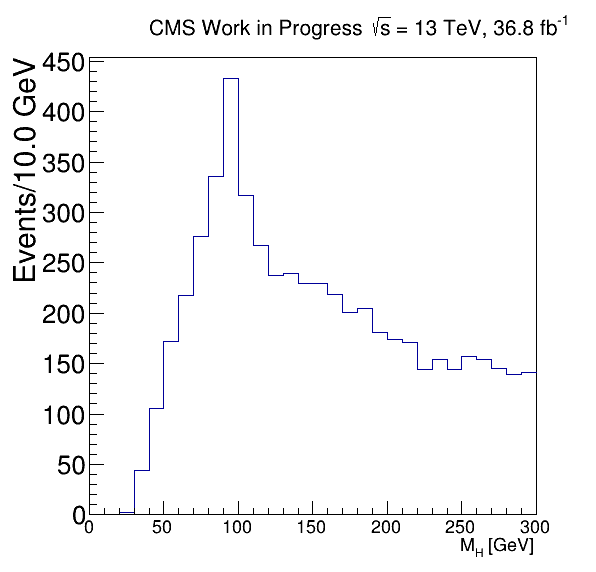 CMS Work in Progress √s = 13 TeV, 36.8 fb⁻¹
Events/10.0 GeV
450
400
350
300
250
200
150
100
50
0
0 50 100 150 200 250 300
M_H [GeV]